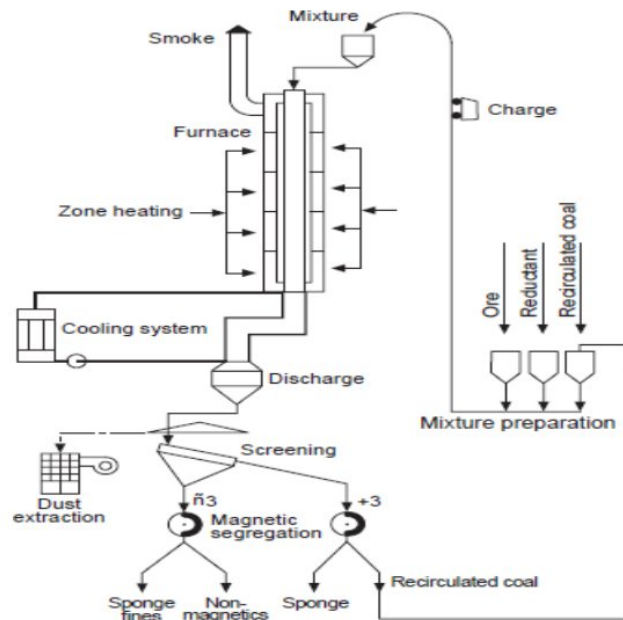 Mixture
Smoke
Charge
Furnace
Zone heating
Ore
Reductant
Recirculated coal
Cooling system
Discharge
Mixture preparation
Screening
Dust
extraction
ñ3
+3
Magnetic
segregation
Recirculated coal
Sponge
fines
Non-
magnetics
Sponge